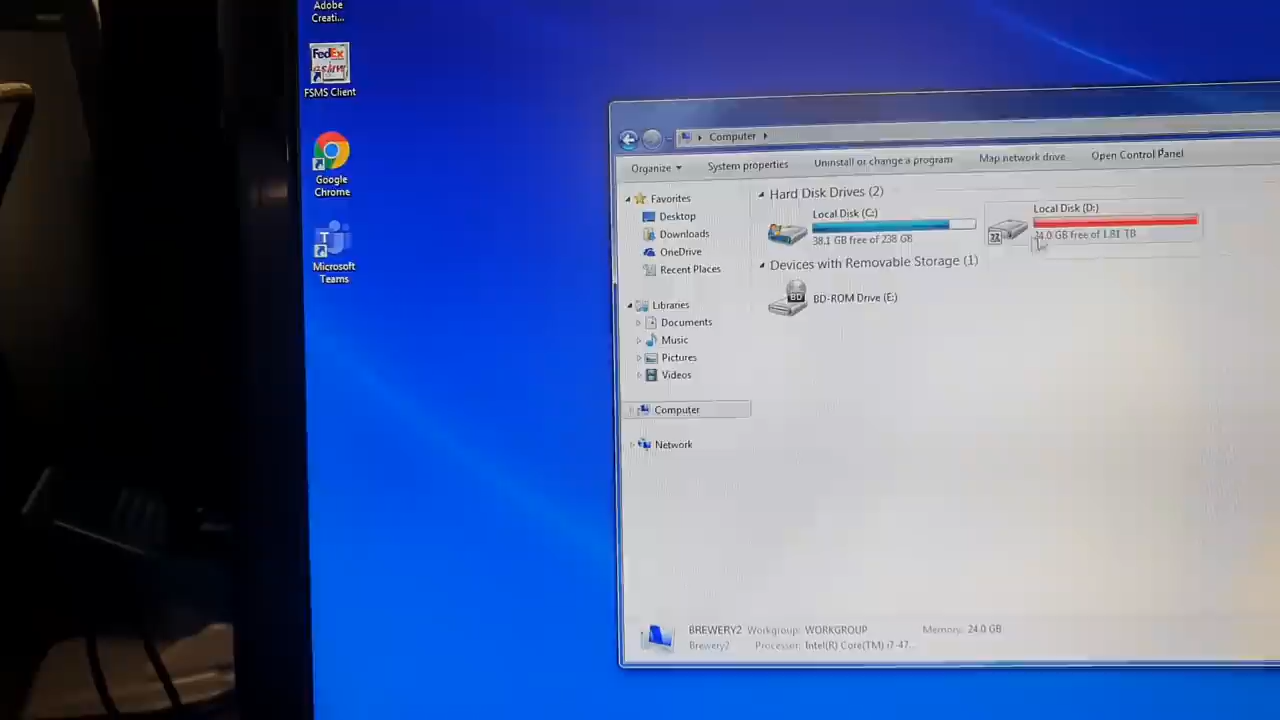 Adobe
Creati...
FedEx
FSMS Client
Google
Chrome
Microsoft
Teams
Computer
Organize
System properties
Uninstall or change a program
Map network drive
Open Control Panel
Favorites
Desktop
Downloads
OneDrive
Recent Places
Libraries
Documents
Music
Pictures
Videos
Computer
Network
Hard Disk Drives (2)
Local Disk (C:)
38.1 GB free of 238 GB
Local Disk (D:)
GB free of 1.81 TB
Devices with Removable Storage (1)
BD
BD-ROM Drive (E:)
BREWERY2 Workgroup: WORKGROUP Memory: 24.0 GB
Brewery2 Processor: Intel(R) Core(TM) i7-47...